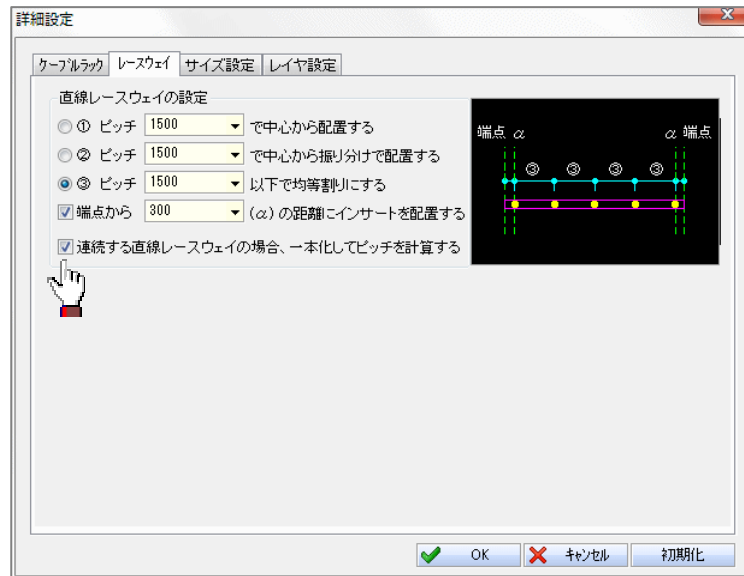 詳細設定
ケーブルラック レースウェイ サイズ設定 レイヤ設定
直線レースウェイの設定
① ピッチ 1500 で中心から配置する
② ピッチ 1500 で中心から振り分けで配置する
③ ピッチ 1500 以下で均等割りにする
端点から 300 (α)の距離にインサートを配置する
連続する直線レースウェイの場合、一本化してピッチを計算する
端点 α α 端点
③ ③ ③ ③
OK キャンセル 初期化